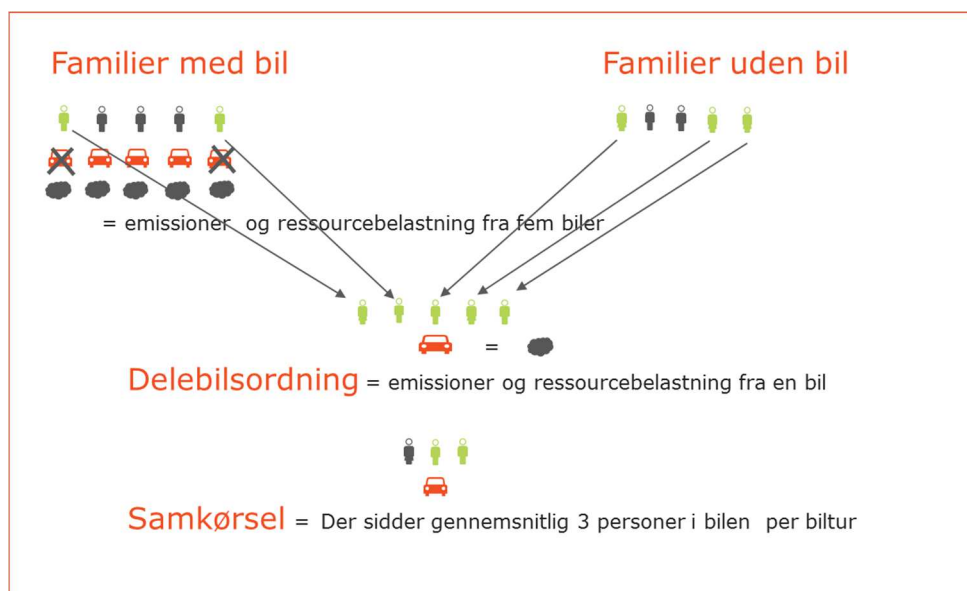 Familier med bil
Familier uden bil
= emissioner og ressourcebelastning fra fem biler
=
Delebilsordning = emissioner og ressourcebelastning fra en bil
Samkørsel = Der sidder gennemsnitlig 3 personer i bilen per biltur